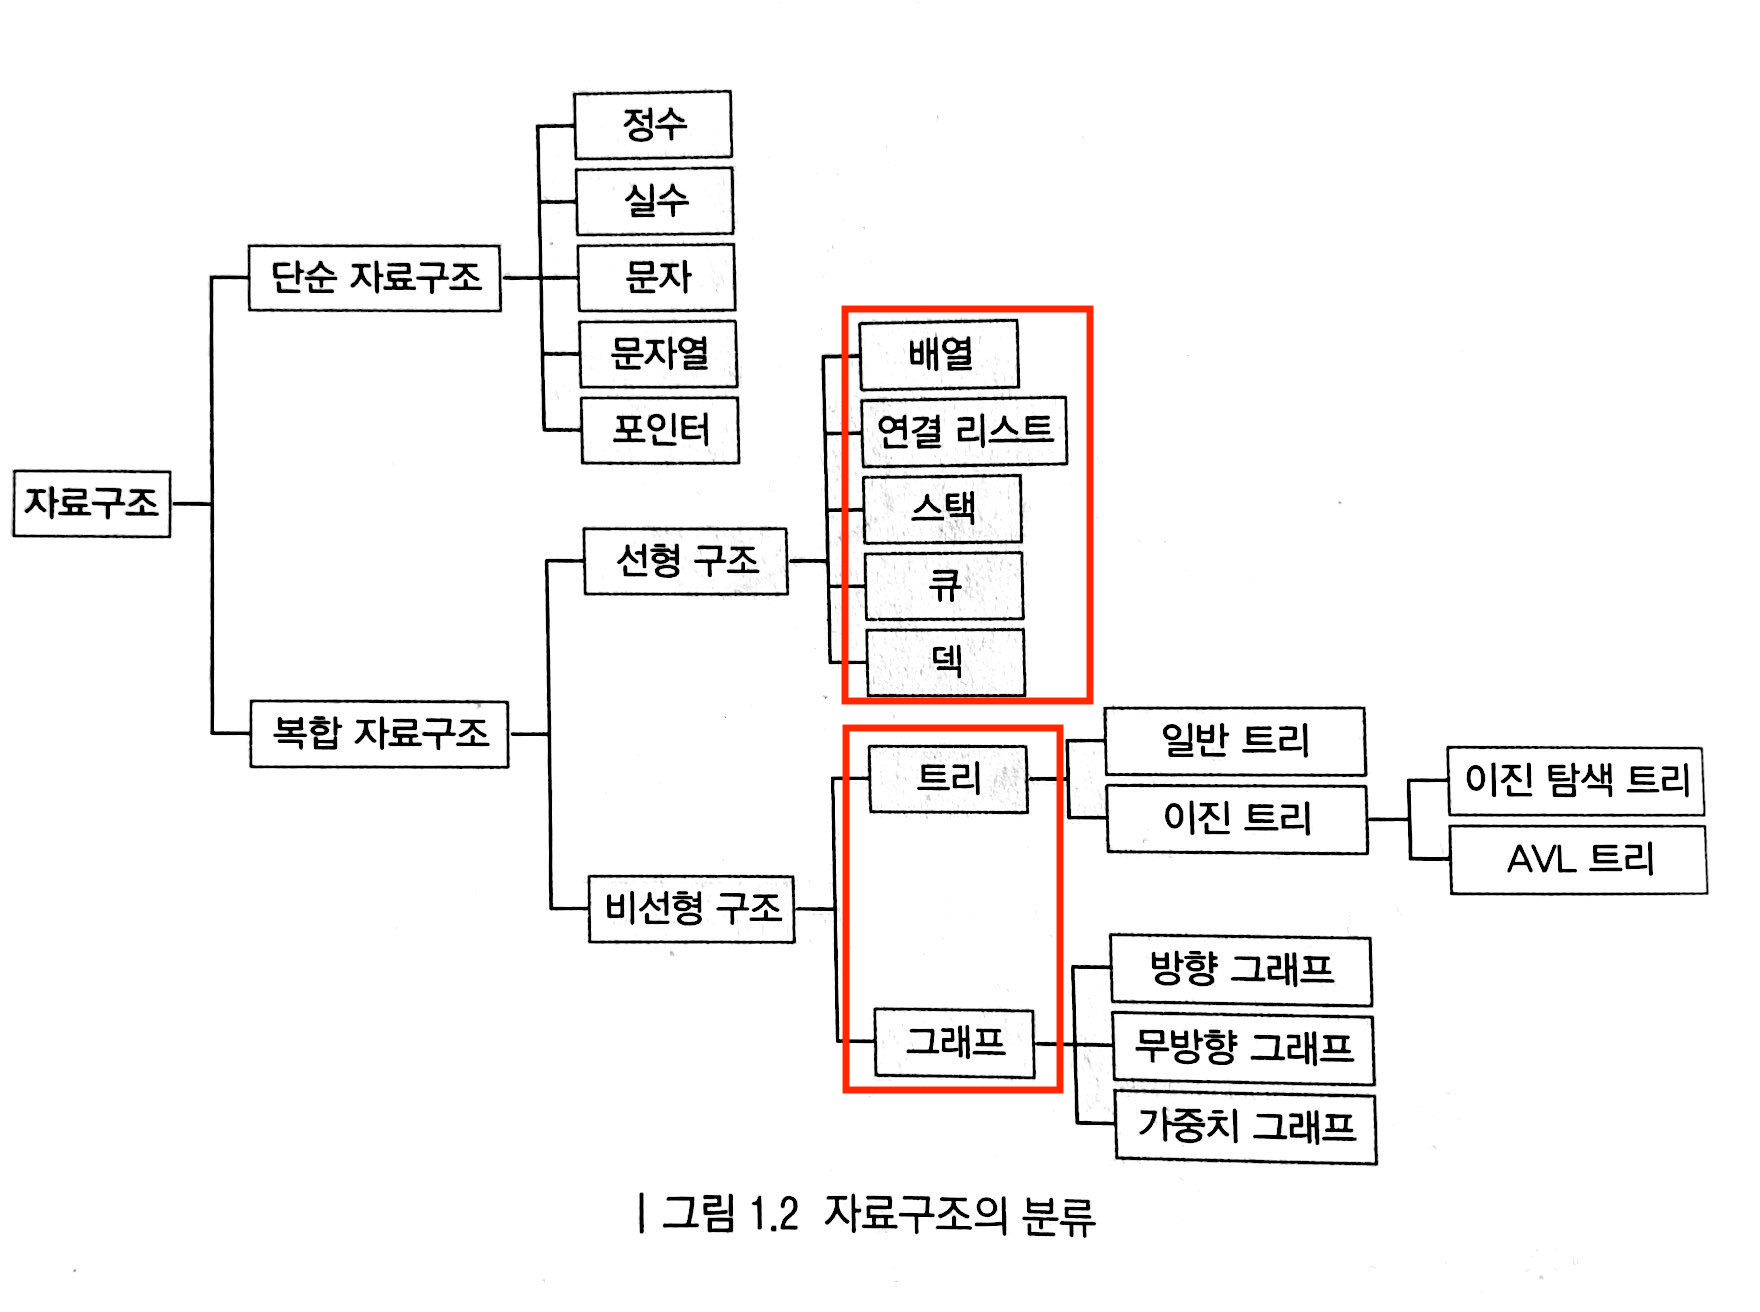 정수
실수
단순 자료구조
문자
문자열
배열
포인터
연결 리스트
자료구조
스택
선형 구조
큐
덱
복합 자료구조
일반 트리
트리
이진 탐색 트리
이진 트리
AVL 트리
비선형 구조
방향 그래프
그래프
무방향 그래프
가중치 그래프
| 그림 1.2 자료구조의 분류